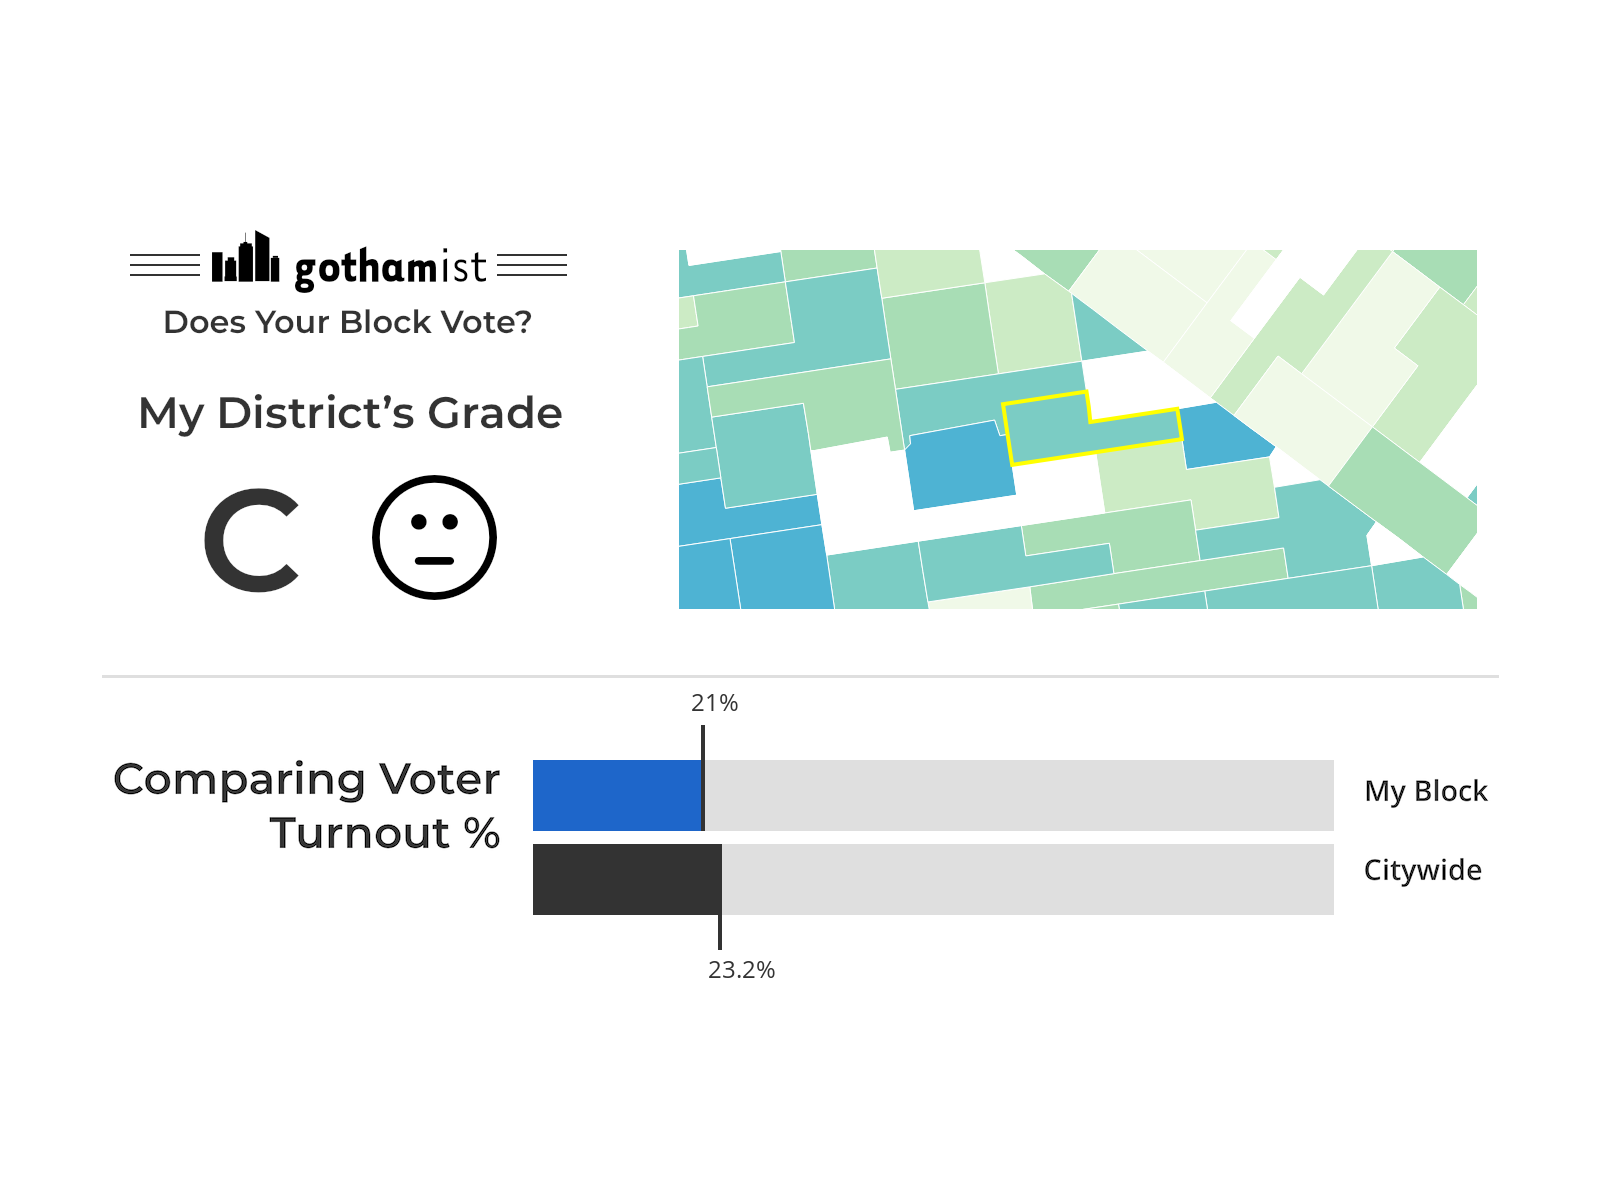 gothamist
Does Your Block Vote?
My District’s Grade
C
21%
Comparing Voter
Turnout %
My Block
Citywide
23.2%